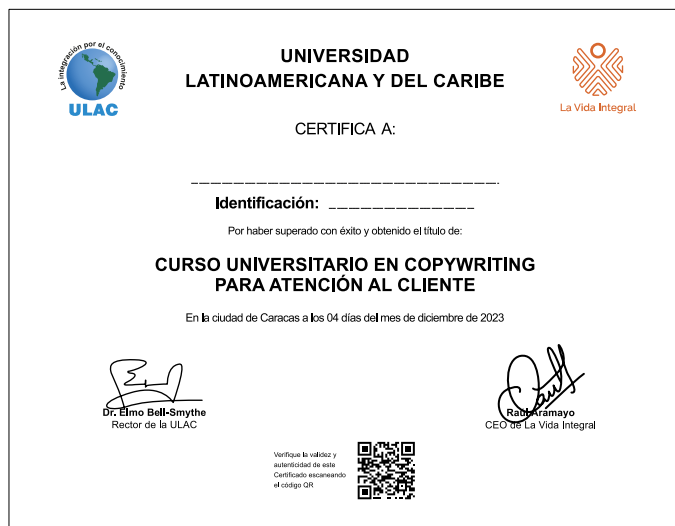 La integración por el conocimiento
ULAC
UNIVERSIDAD
LATINOAMERICANA Y DEL CARIBE
La Vida Integral
CERTIFICA A:
Identificación:
Por haber superado con éxito y obtenido el título de:
CURSO UNIVERSITARIO EN COPYWRITING
PARA ATENCIÓN AL CLIENTE
En la ciudad de Caracas a los 04 días del mes de diciembre de 2023
Dr. Elmo Bell-Smythe
Rector de la ULAC
Raúl Aramayo
CEO de La Vida Integral
Verifique la validez y
autenticidad de este
Certificado escaneando
el código QR